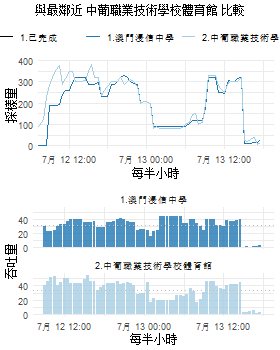 與最鄰近 中葡職業技術學校體育館 比較
1.已完成 1.澳門浸信中學 2.中葡職業技術學
400
300
200
100
0
7月 12 12:00 7月 13 00:00 7月 13 12:00
每半小時
1.澳門浸信中學
40
20
0
吞吐里
2.中葡職業技術學校體育館
40
20
0
7月 12 12:00 7月 13 00:00 7月 13 12:00
每半小時